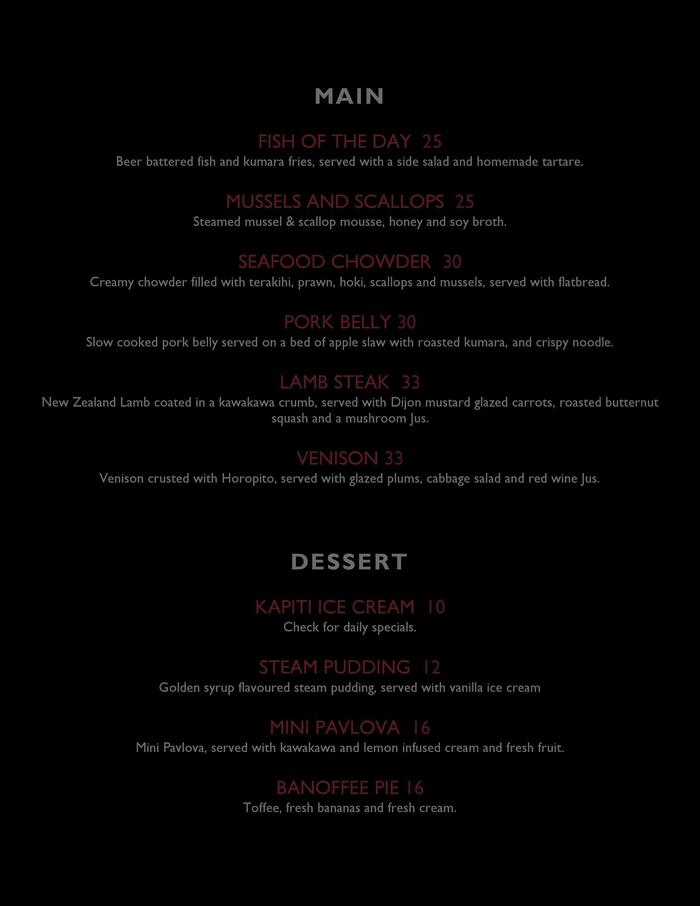 MAIN
FISH OF THE DAY 25
Beer battered fish and kumara fries, served with a side salad and homemade tartare.
MUSSELS AND SCALLOPS 25
Steamed mussel & scallop mousse, honey and soy broth.
SEAFOOD CHOWDER 30
Creamy chowder filled with terakihi, prawn, hoki, scallops and mussels, served with flatbread.
PORK BELLY 30
Slow cooked pork belly served on a bed of apple slaw with roasted kumara, and crispy noodle.
LAMB STEAK 33
New Zealand Lamb coated in a kawakawa crumb, served with Dijon mustard glazed carrots, roasted butternut
squash and a mushroom Jus.
VENISON 33
Venison crusted with Horopito, served with glazed plums, cabbage salad and red wine Jus.
DESSERT
KAPITI ICE CREAM 10
Check for daily specials.
STEAM PUDDING 12
Golden syrup flavoured steam pudding, served with vanilla ice cream
MINI PAVLOVA 16
Mini Pavlova, served with kawakawa and lemon infused cream and fresh fruit.
BANOFFEE PIE 16
Toffee, fresh bananas and fresh cream.